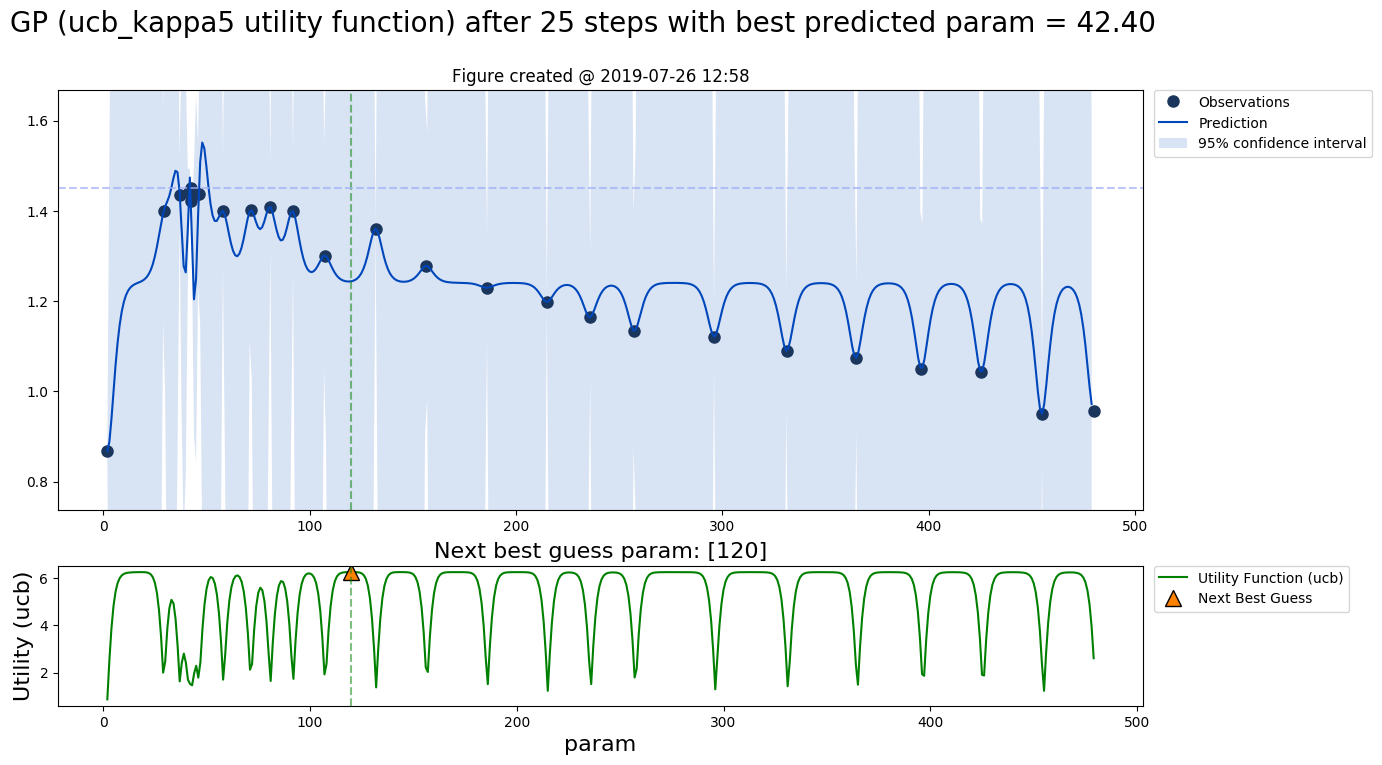 GP (ucb_kappa5 utility function) after 25 steps with best predicted param = 42.40
Figure created @ 2019-07-26 12:58
1.6
1.4
1.2
1.0
0.8
0
100
200
300
400
500
Observations
Prediction
95% confidence interval
Next best guess param: [120]
Utility (ucb)
6
4
2
0
100
200
300
400
500
param
Utility Function (ucb)
Next Best Guess